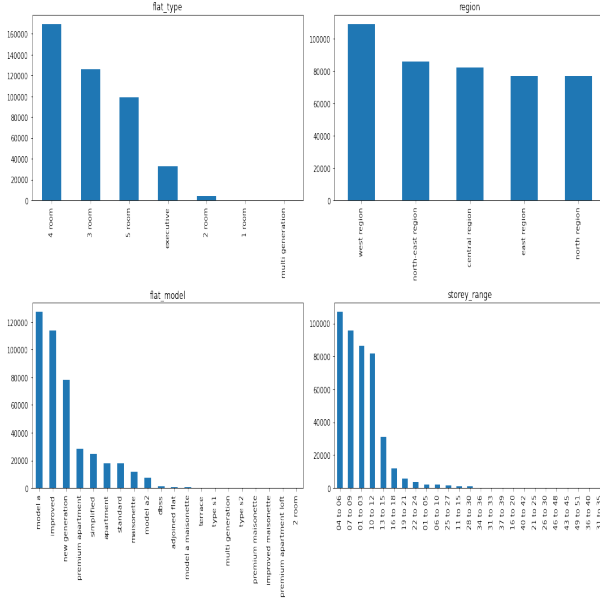 flat_type
160000
140000
120000
100000
80000
60000
40000
20000
0
4 room
3 room
5 room
executive
2 room
1 room
multi generation
region
100000
80000
60000
40000
20000
0
west region
north-east region
central region
east region
north region
flat_model
120000
100000
80000
60000
40000
20000
0
model a
improved
new generation
premium apartment
simplified
apartment
standard
maisonette
model a2
dbss
adjoined flat
model a maisonette
terrace
type s1
multi generation
type s2
premium maisonette
improved maisonette
premium apartment loft
2 room
storey_range
100000
80000
60000
40000
20000
0
04 to 06
07 to 09
01 to 03
10 to 12
13 to 15
16 to 18
19 to 21
22 to 24
01 to 05
06 to 10
25 to 27
11 to 15
28 to 30
34 to 36
31 to 33
37 to 39
16 to 20
40 to 42
21 to 25
26 to 30
46 to 48
43 to 45
49 to 51
36 to 40
31 to 35